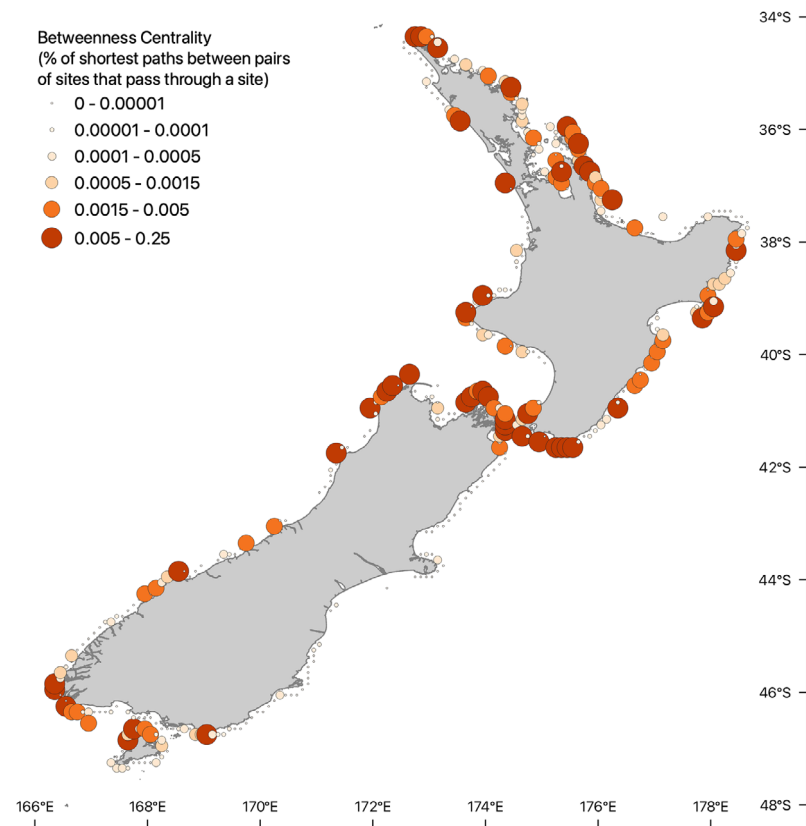 Betweenness Centrality
(% of shortest paths between pairs
of sites that pass through a site)
0 - 0.00001
0.00001 - 0.0001
0.0001 - 0.0005
0.0005 - 0.0015
0.0015 - 0.005
0.005 - 0.25
34°S
36°S
38°S
40°S
42°S
44°S
46°S
48°S
166°E 168°E 170°E 172°E 174°E 176°E 178°E